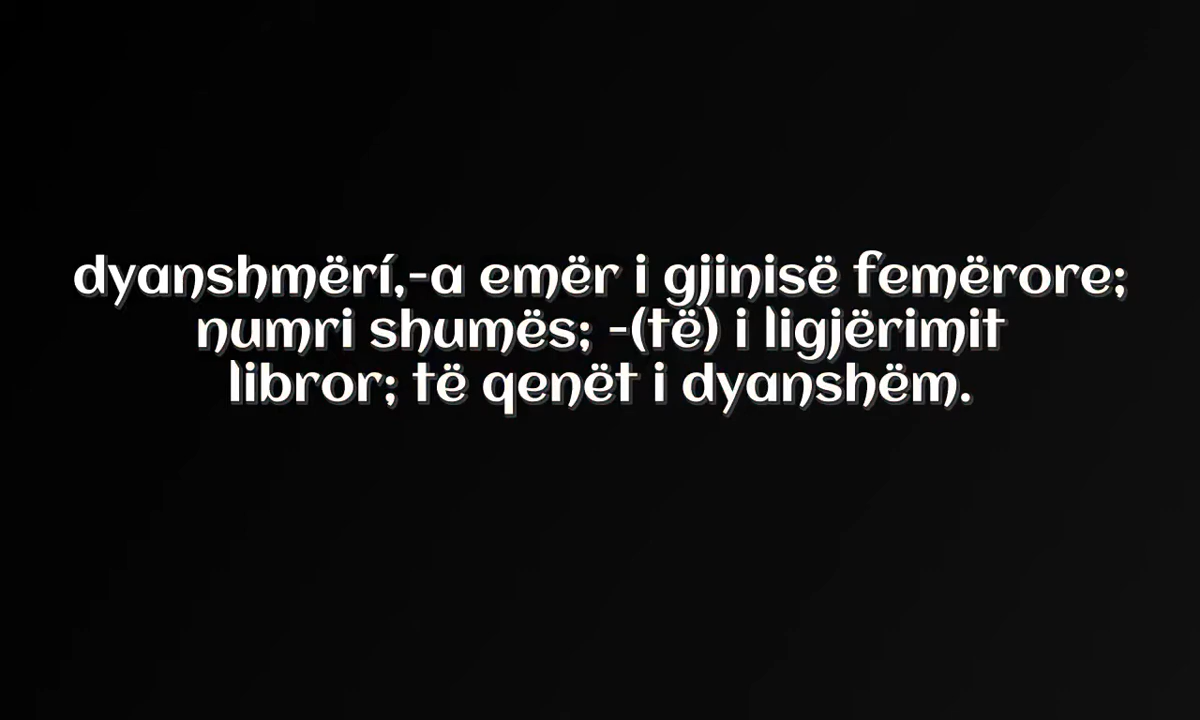 dyanshmërí,-a emër i gjinisë femërore;
numri shumës; -(të) i ligjërimit
libror; të qenët i dyanshëm.